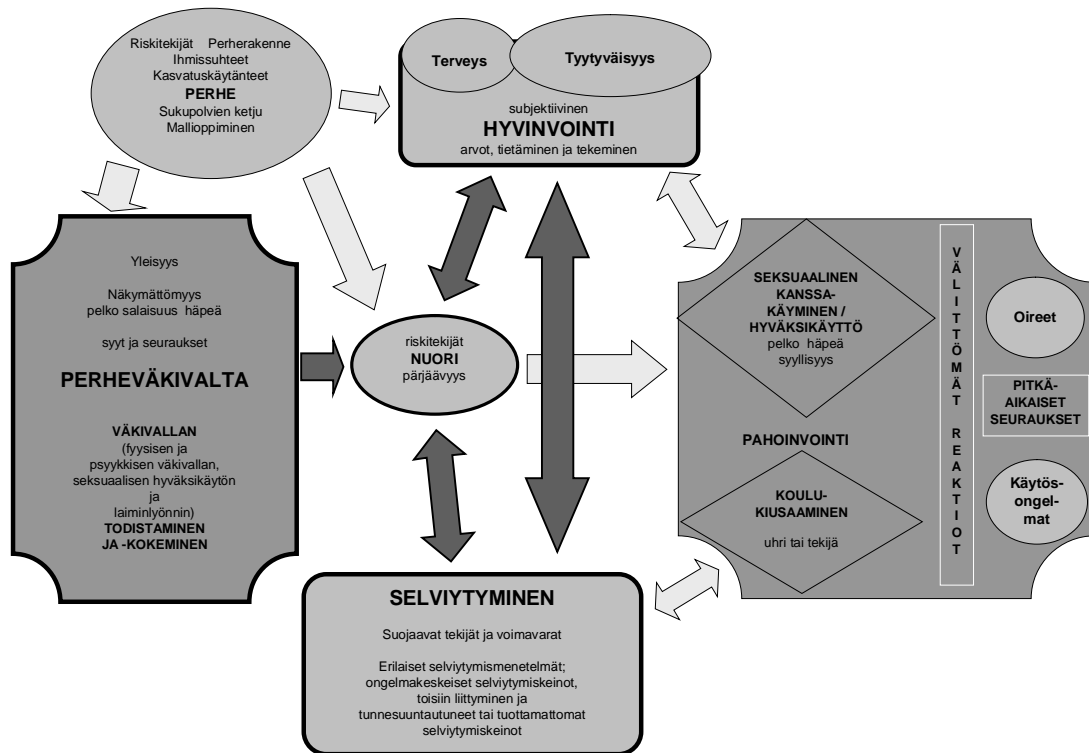 Riskitekijät Perherakenne
Ihmissuhteet
Kasvatuskäytänteet
PERHE
Sukupolvien ketju
Mallioppiminen
Terveys
Tyytyväisyys
subjektiivinen
HYVINVOINTI
arvot, tietäminen ja tekeminen
Yleisyys
Näkymättömyys
pelko salaisuus häpeä
syyt ja seuraukset
PERHEVÄKIVALTA
VÄKIVALLAN
(fyysisen ja
psyykkisen väkivallan,
seksuaalisen hyväksikäytön
ja
laiminlyönnin)
TODISTAMINEN
JA -KOKEMINEN
riskitekijät
NUORI
pärjäävyys
SEKSUAALINEN
KANSSA-
KÄYMINEN /
HYVÄKSIKÄYTTÖ
pelko häpeä
syyllisyys
PAHOINVOINTI
KOULU-
KIUSAAMINEN
uhri tai tekijä
VÄLITTÖMÄT REAKTIOT
Oireet
PITKÄ-
AIKAISET
SEURAUKSET
Käytös-
ongel-
mat
SELVIYTYMINEN
Suojaavat tekijät ja voimavarat
Erilaiset selviytymismenetelmät;
ongelmakeskeiset selviytymiskeinot,
toisiin liittyminen ja
tunnesuuntautuneet tai tuottamattomat
selviytymiskeinot